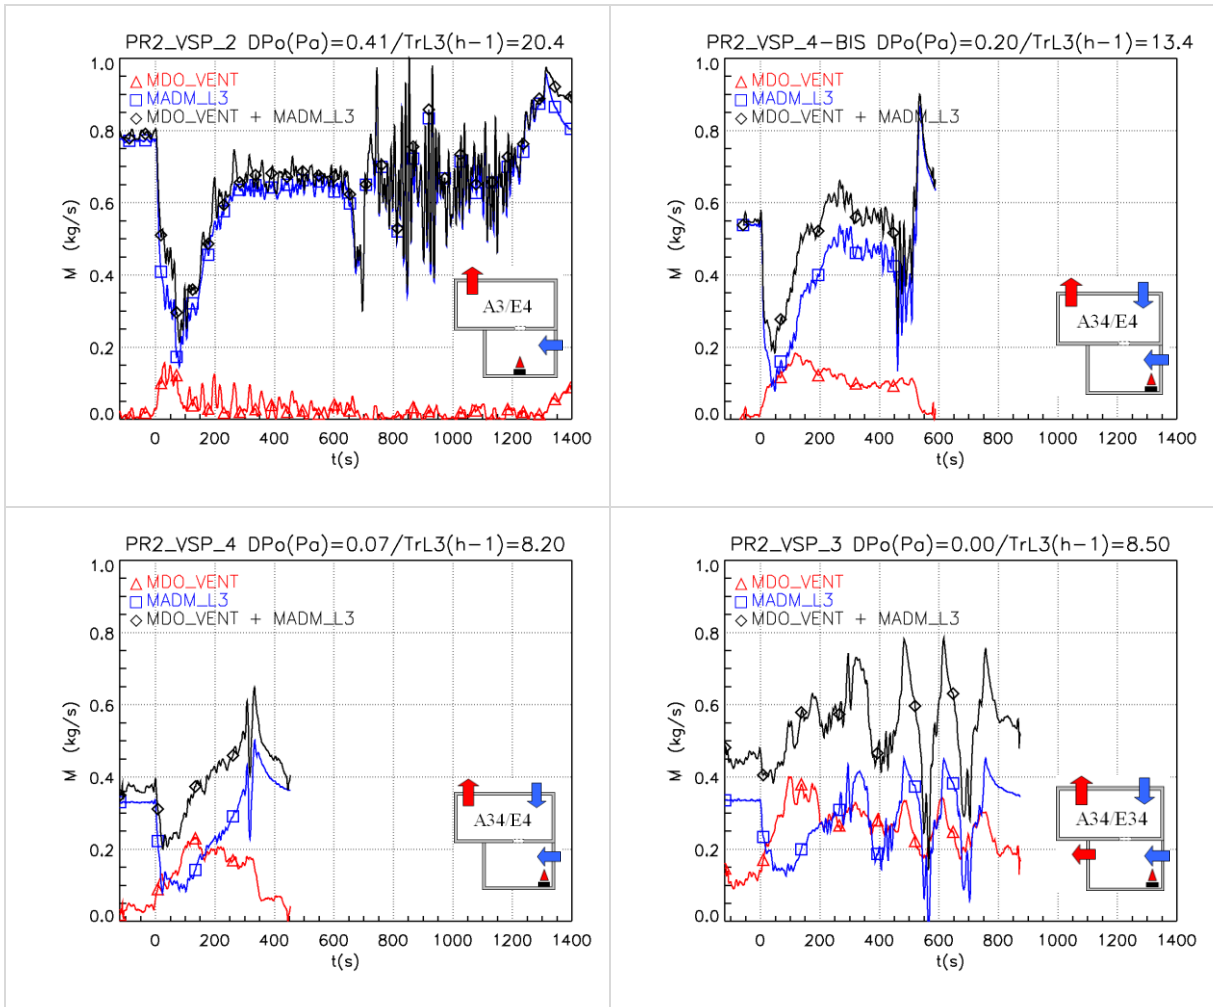 PR2_VSP_2 DPo(Pa)=0.41/TrL3(h-1)=20.4
1.0
MDO_VENT
MADM_L3
MDO_VENT + MADM_L3
0.8
0.6
M (kg/s)
0.4
A3/E4
0.2
0.0
0 200 400 600 800 1000 1200 1400
t(s)
PR2_VSP_4-BIS DPo(Pa)=0.20/TrL3(h-1)=13.4
1.0
MDO_VENT
MADM_L3
MDO_VENT + MADM_L3
0.8
0.6
M (kg/s)
0.4
A34/E4
0.2
0.0
0 200 400 600 800 1000 1200 1400
t(s)
PR2_VSP_4 DPo(Pa)=0.07/TrL3(h-1)=8.20
1.0
MDO_VENT
MADM_L3
MDO_VENT + MADM_L3
0.8
0.6
M (kg/s)
0.4
A34/E4
0.2
0.0
0 200 400 600 800 1000 1200 1400
t(s)
PR2_VSP_3 DPo(Pa)=0.00/TrL3(h-1)=8.50
1.0
MDO_VENT
MADM_L3
MDO_VENT + MADM_L3
0.8
0.6
M (kg/s)
0.4
A34/E34
0.2
0.0
0 200 400 600 800 1000 1200 1400
t(s)